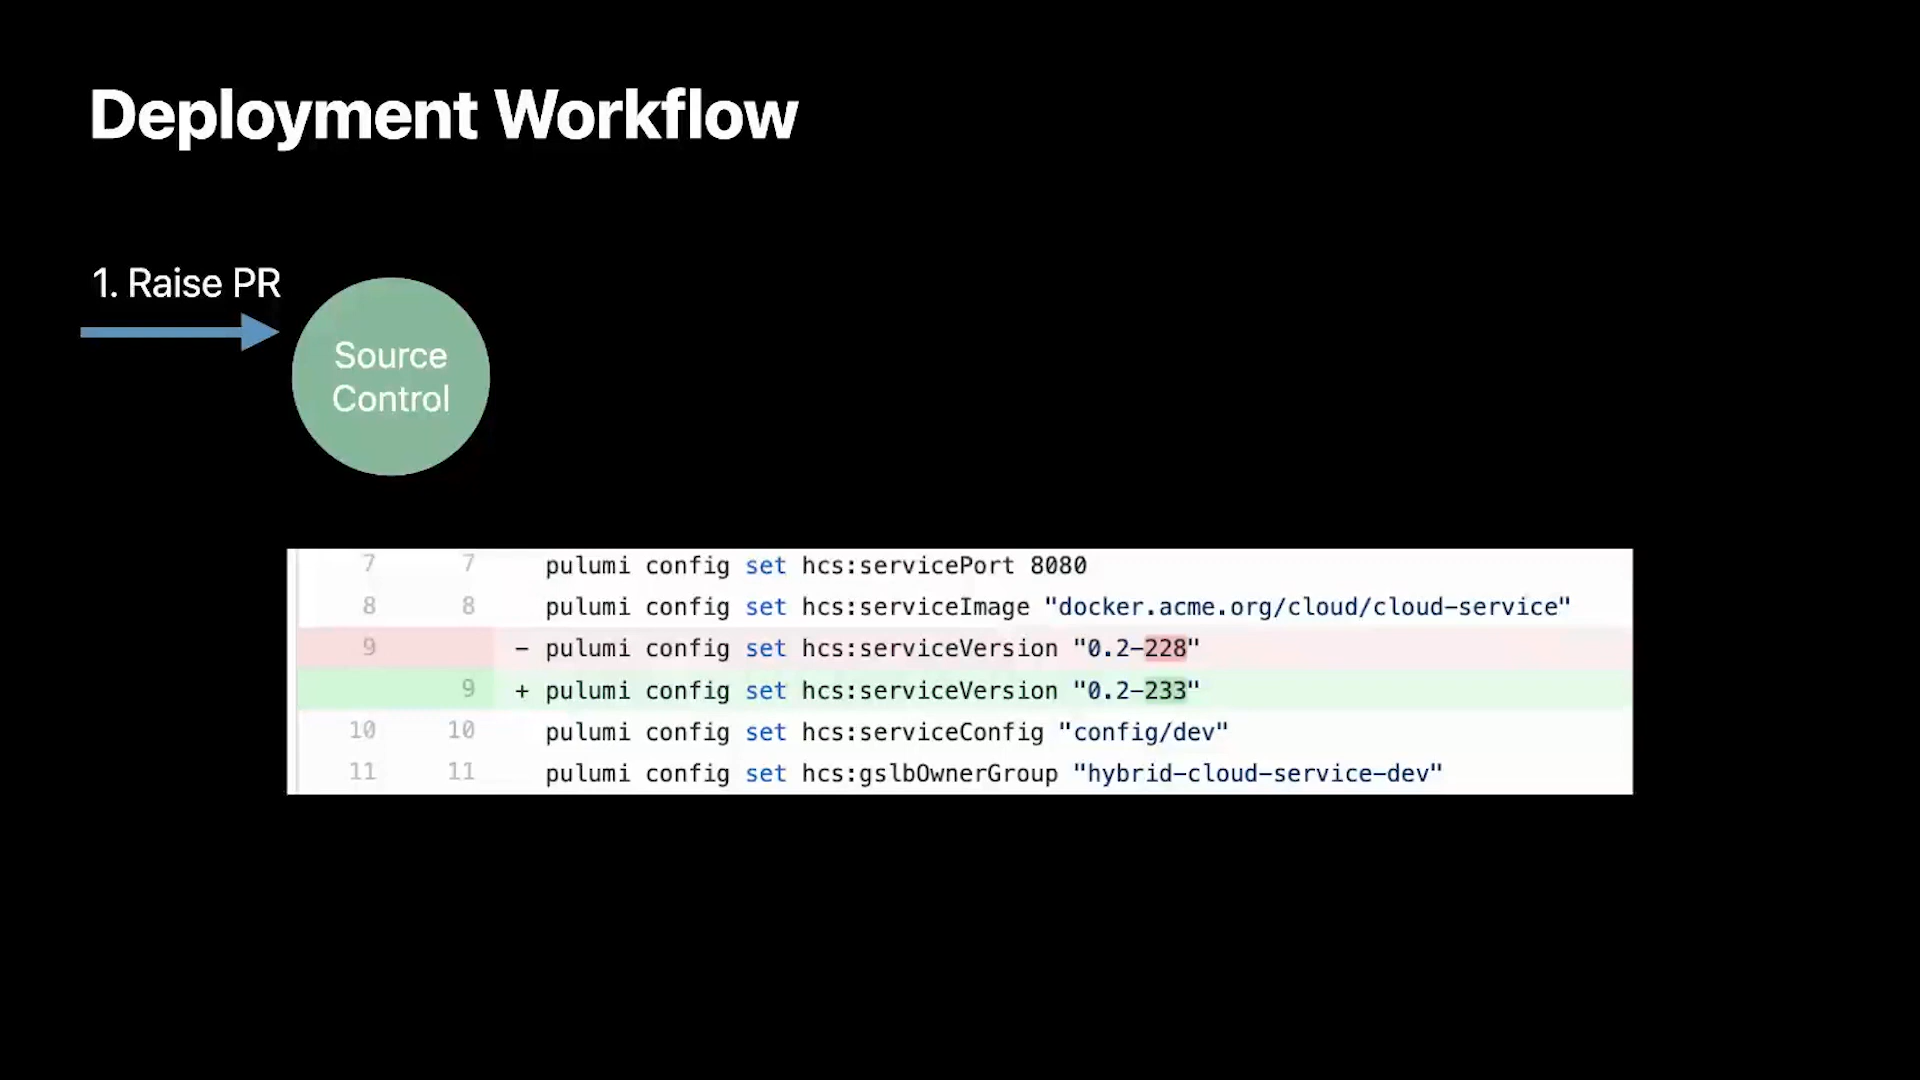 Deployment Workflow
1. Raise PR
Source
Control
7 7 pulumi config set hcs:servicePort 8080
8 8 pulumi config set hcs:serviceImage "docker.acme.org/cloud/cloud-service"
9 - pulumi config set hcs:serviceVersion "0.2-228"
9 + pulumi config set hcs:serviceVersion "0.2-233"
10 10 pulumi config set hcs:serviceConfig "config/dev"
11 11 pulumi config set hcs:gslbOwnerGroup "hybrid-cloud-service-dev"